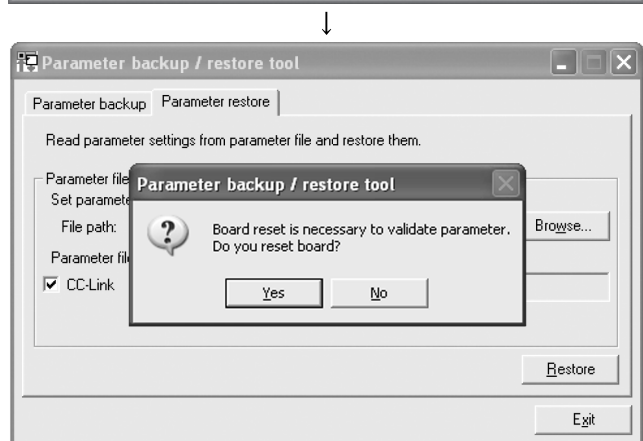 ↓
Parameter backup / restore tool
Parameter backup Parameter restore
Read parameter settings from parameter file and restore them.
Parameter file
Set
File path:
Browse...
Parameter
CC-Link
Parameter backup / restore tool
Board reset is necessary to validate parameter.
Do you reset board?
Yes No
Restore
Exit